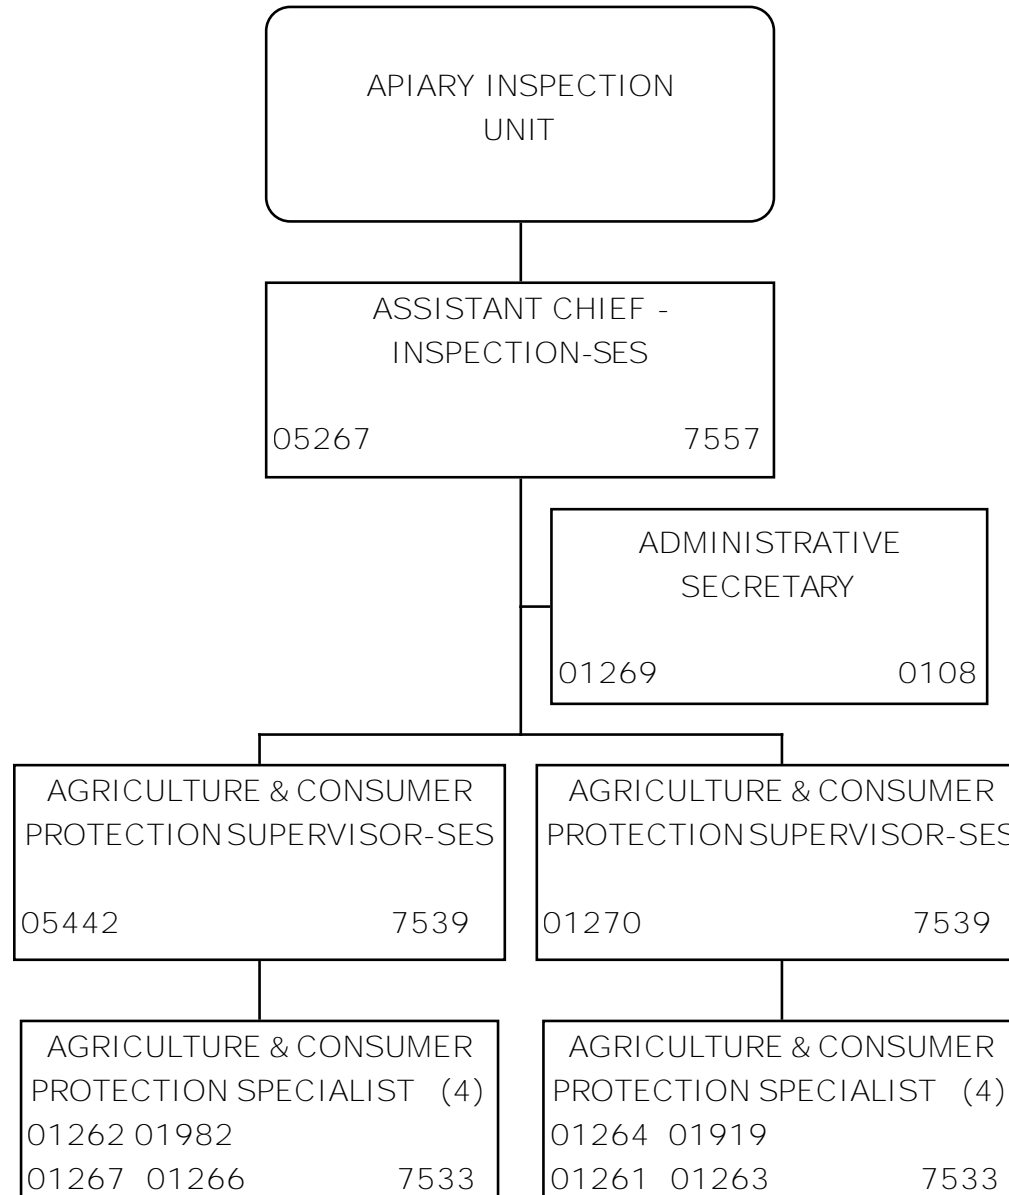 APIARY INSPECTION
UNIT
ASSISTANT CHIEF -
INSPECTION-SES
05267 7557
ADMINISTRATIVE
SECRETARY
01269 0108
AGRICULTURE & CONSUMER
PROTECTION SUPERVISOR-SES
05442 7539
AGRICULTURE & CONSUMER
PROTECTION SUPERVISOR-SES
01270 7539
AGRICULTURE & CONSUMER
PROTECTION SPECIALIST (4)
01262 01982
01267 01266 7533
AGRICULTURE & CONSUMER
PROTECTION SPECIALIST (4)
01264 01919
01261 01263 7533